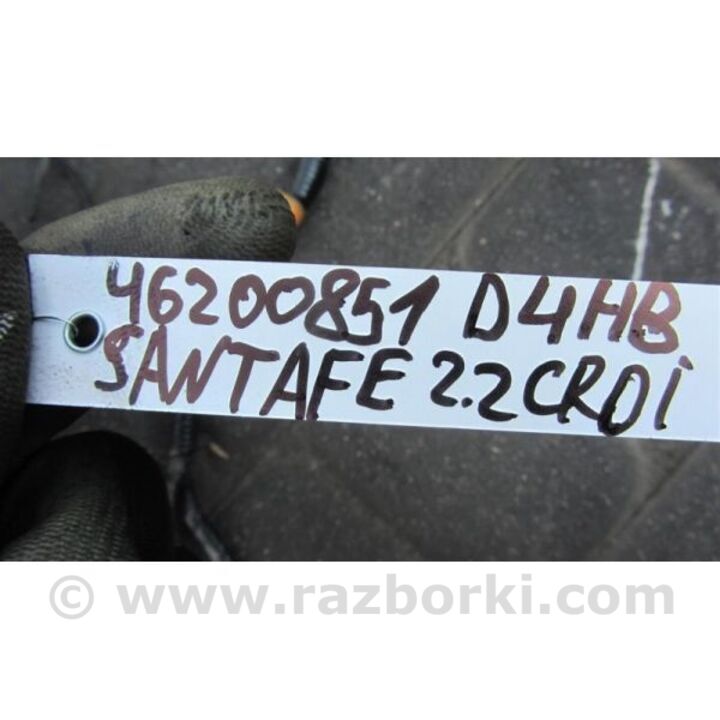 46200851 D4HB
SANTAFE 2.2CRDi
© www.razborki.com